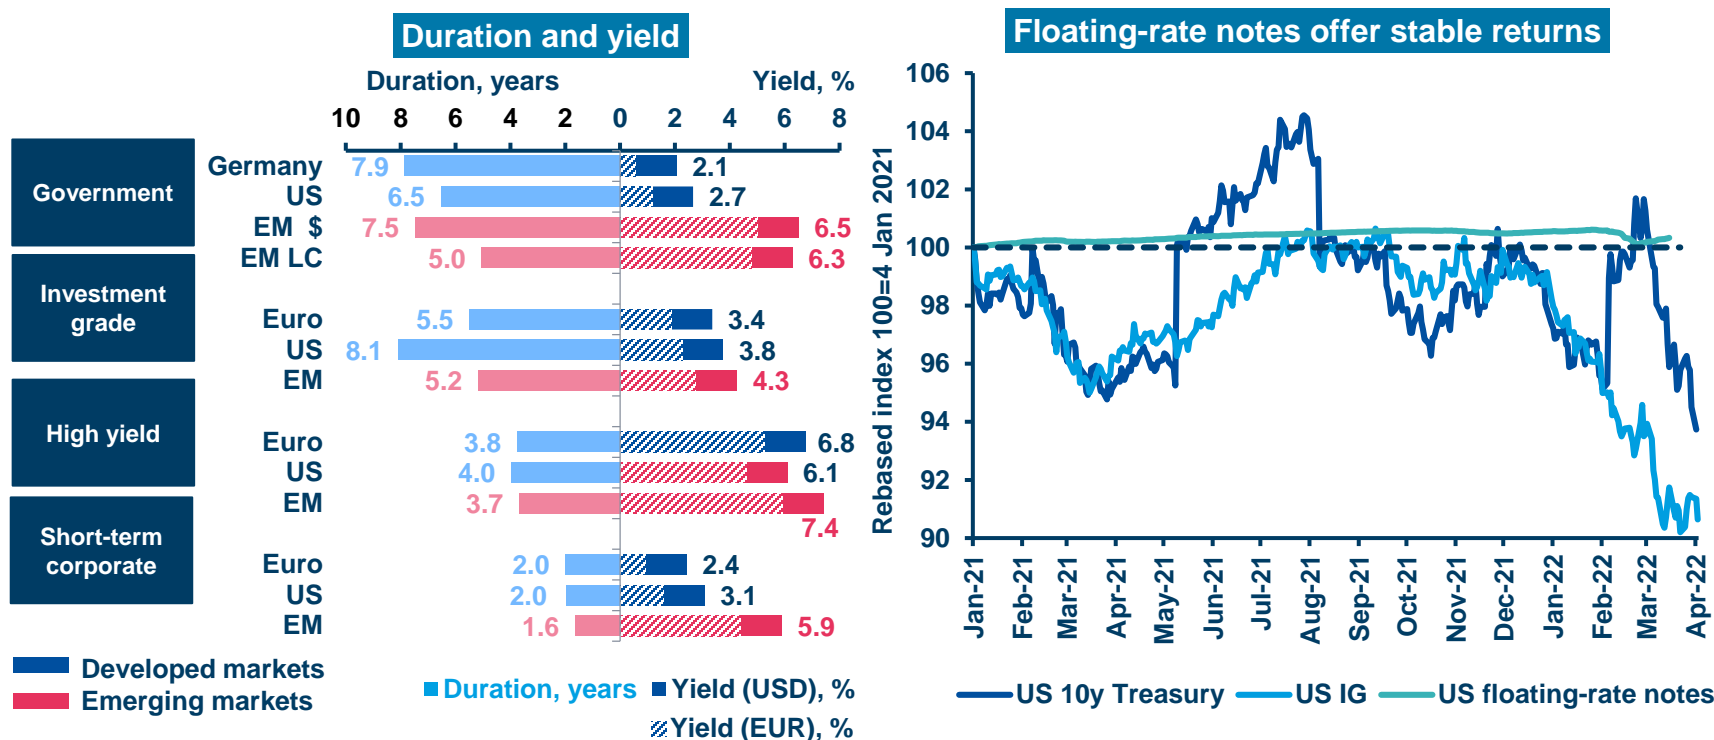 Duration and yield
Duration, years
Yield, %
10 8 6 4 2 0 2 4 6 8
Government
Germany 7.9 2.1
US 6.5 2.7
EM $ 7.5 6.5
EM LC 5.0 6.3
Investment
grade
Euro 5.5 3.4
US 8.1 3.8
EM 5.2 4.3
High yield
Euro 3.8 6.8
US 4.0 6.1
EM 3.7 7.4
Short-term
corporate
Euro 2.0 2.4
US 2.0 3.1
EM 1.6 5.9
Developed markets
Emerging markets
Duration, years
Yield (USD), %
Yield (EUR), %
Floating-rate notes offer stable returns
Rebased index 100=4 Jan 2021
106
104
102
100
98
96
94
92
90
Jan-21
Feb-21
Mar-21
Apr-21
May-21
Jun-21
Jul-21
Aug-21
Sep-21
Oct-21
Nov-21
Dec-21
Jan-22
Feb-22
Mar-22
Apr-22
US 10y Treasury
US IG
US floating-rate notes